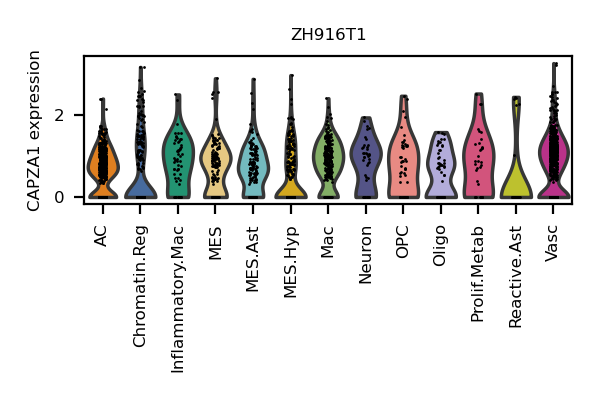 ZH916T1
CAPZA1 expression
2
0
AC
Chromatin.Reg
Inflammatory.Mac
MES
MES.Ast
MES.Hyp
Mac
Neuron
OPC
Oligo
Prolif.Metab
Reactive.Ast
Vasc